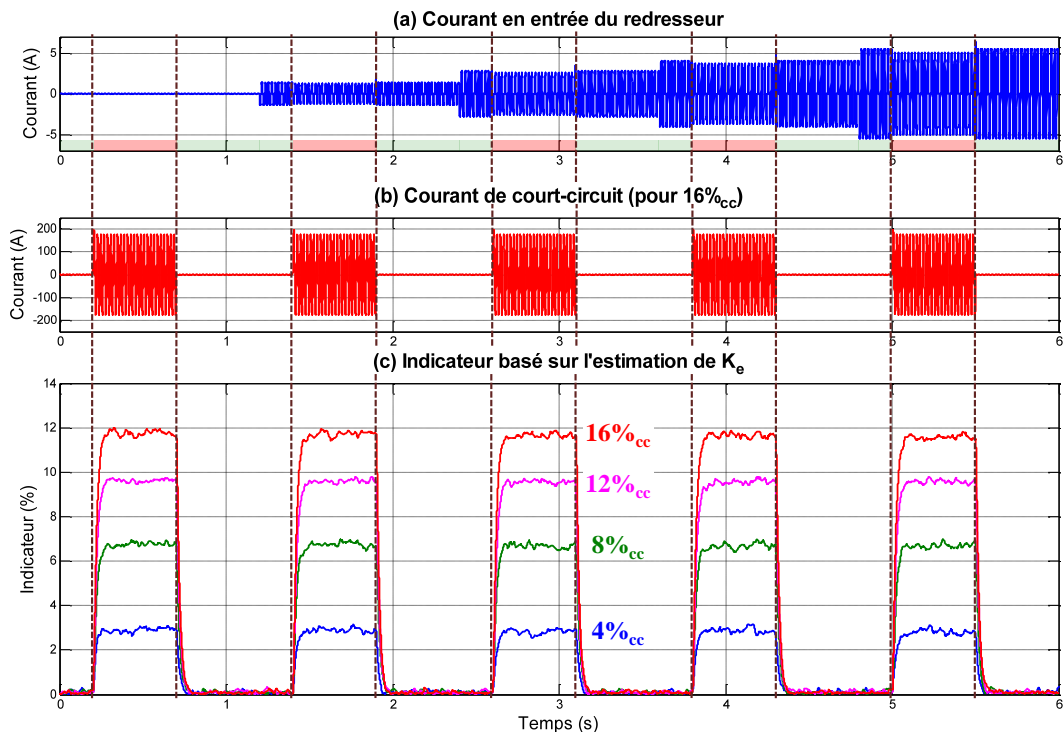 (a) Courant en entrée du redresseur
Courant (A)
5
0
-5
0 1 2 3 4 5 6
(b) Courant de court-circuit (pour 16%cc)
Courant (A)
200
100
0
-100
-200
0 1 2 3 4 5 6
(c) Indicateur basé sur l'estimation de Ke
Indicateur (%)
14
12
10
8
6
4
2
0
16%cc
12%cc
8%cc
4%cc
0 1 2 3 4 5 6
Temps (s)